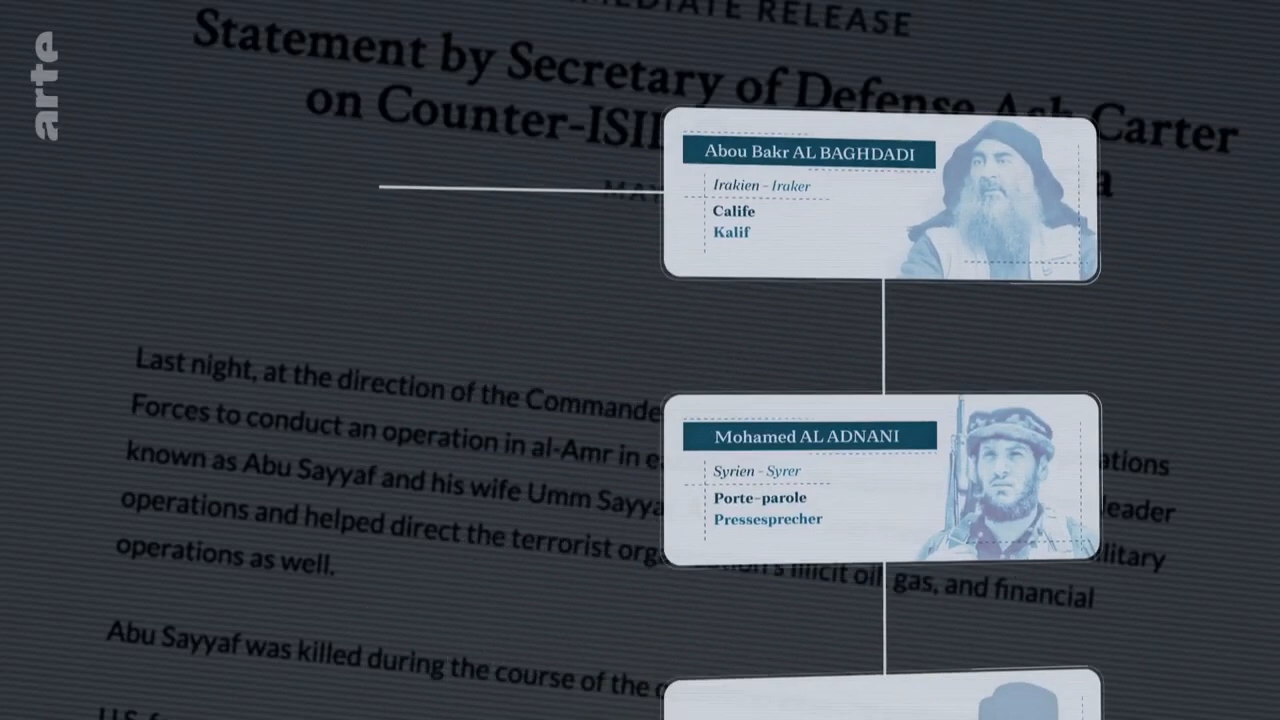 arte
MEDIATE RELEASE
Statement by Secretary of Defense Ash Carter
on Counter-ISIL
Abou Bakr AL BAGHDADI
Irakien - Iraker
Calife
Kalif
Last night, at the direction of the Commande
Forces to conduct an operation in al-Amr in e
known as Abu Sayyaf and his wife Umm Sayya
operations and helped direct the terrorist org illicit oil, gas, and financial
operations as well.
Mohamed AL ADNANI
Syrien - Syrer
Porte-parole
Pressesprecher
ations
leader
military
Abu Sayyaf was killed during the course of the